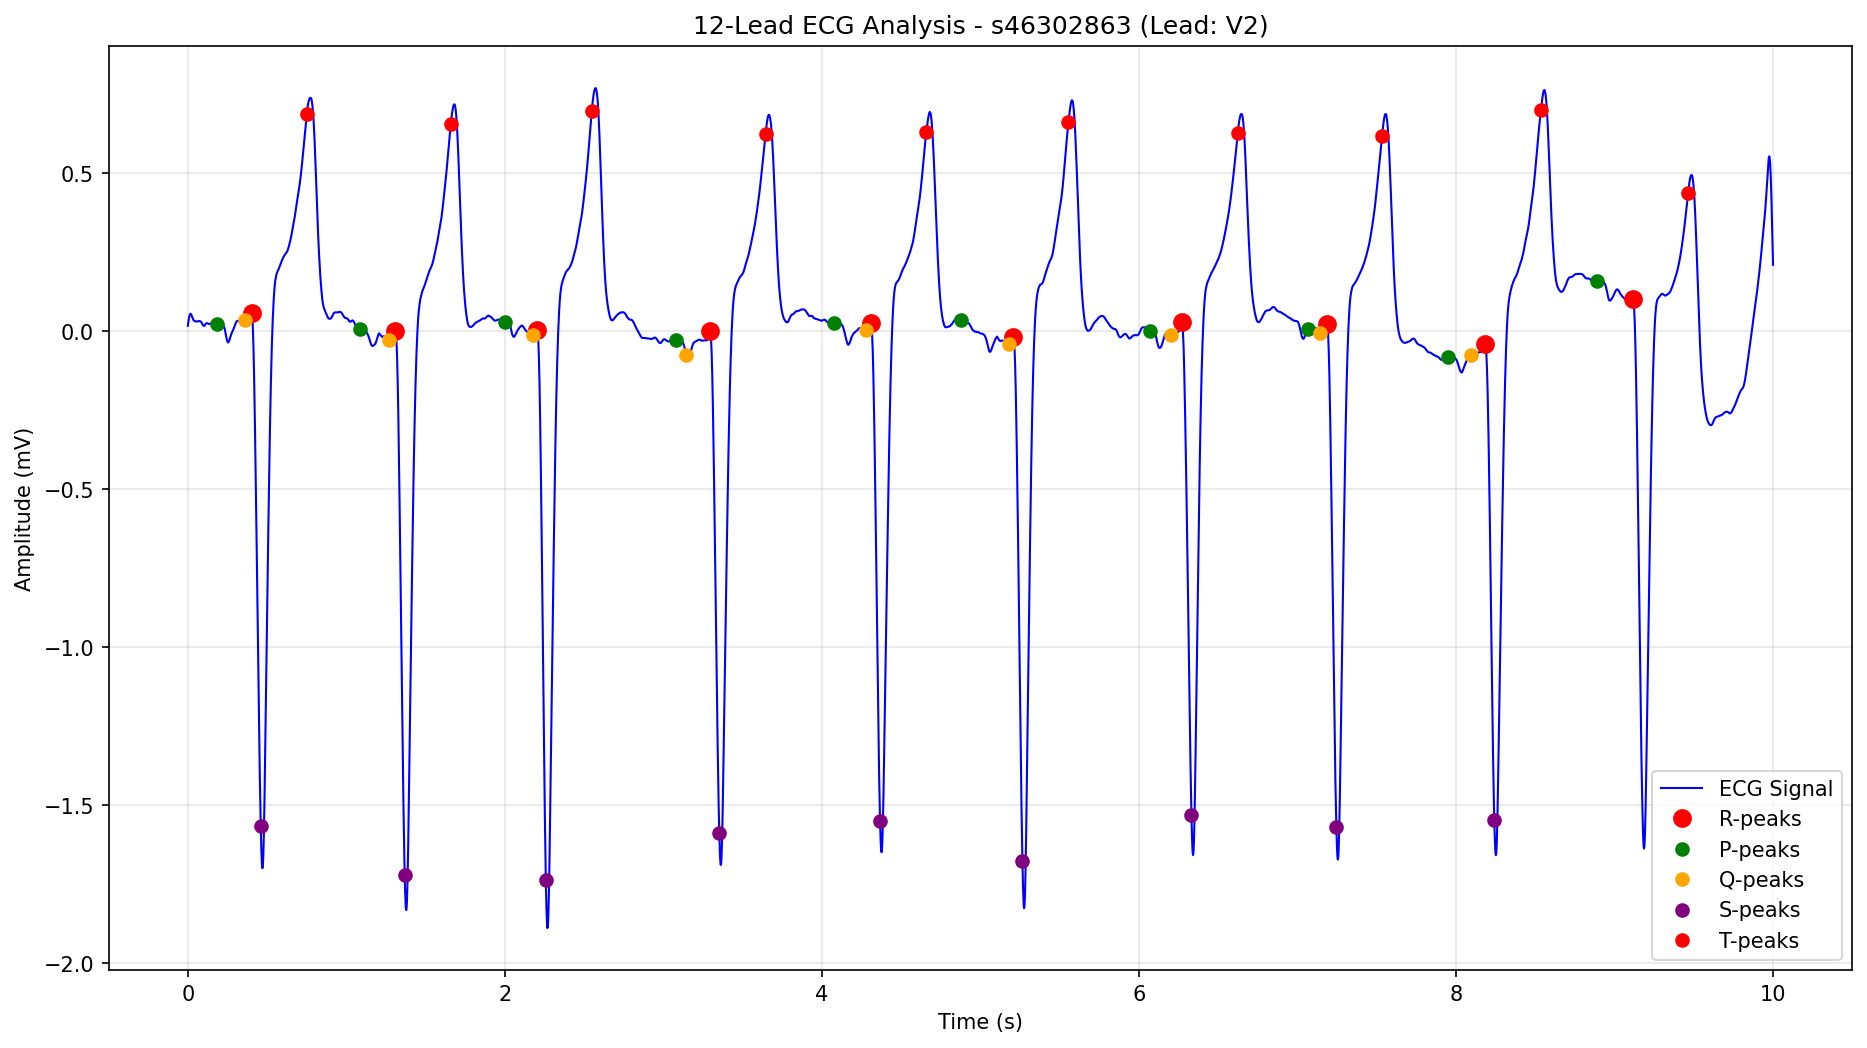 12-Lead ECG Analysis - s46302863 (Lead: V2)
0.5
0.0
−0.5
−1.0
−1.5
−2.0
Amplitude (mV)
0 2 4 6 8 10
Time (s)
ECG Signal
R-peaks
P-peaks
Q-peaks
S-peaks
T-peaks